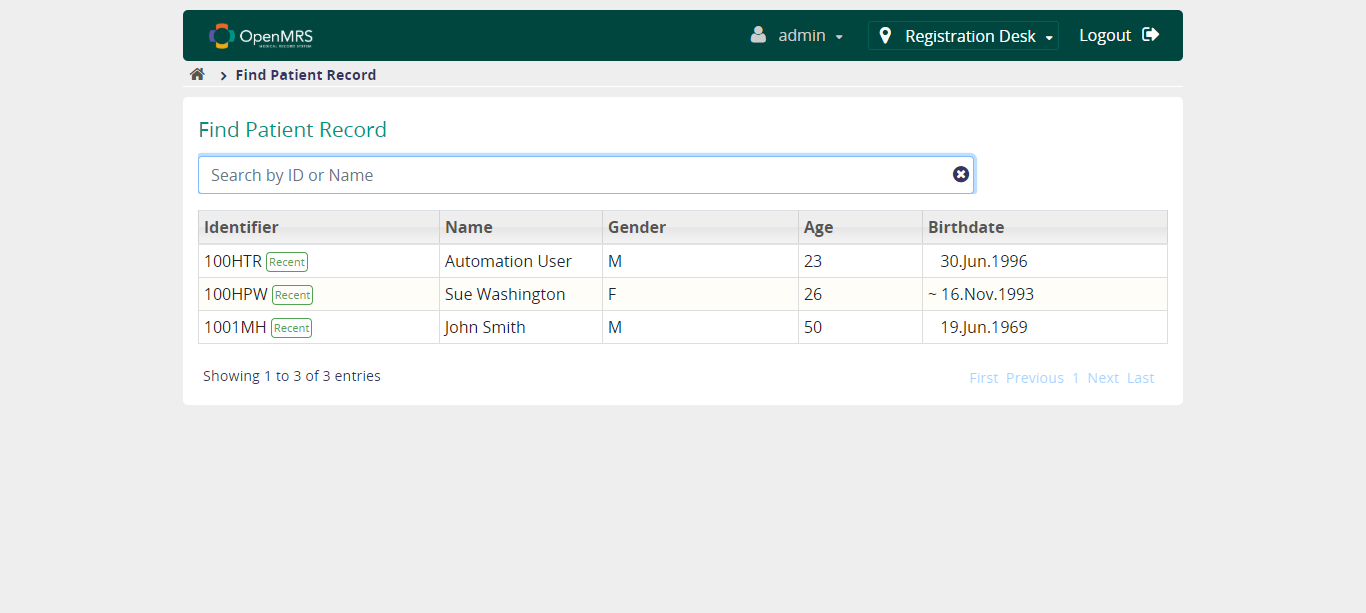 OpenMRS
MEDICAL RECORD SYSTEM
admin
Registration Desk
Logout
Find Patient Record
Find Patient Record
Search by ID or Name
Identifier Name Gender Age Birthdate
100HTR Recent Automation User M 23 30.Jun.1996
100HPW Recent Sue Washington F 26 ~ 16.Nov.1993
1001MH Recent John Smith M 50 19.Jun.1969
Showing 1 to 3 of 3 entries
First Previous 1 Next Last